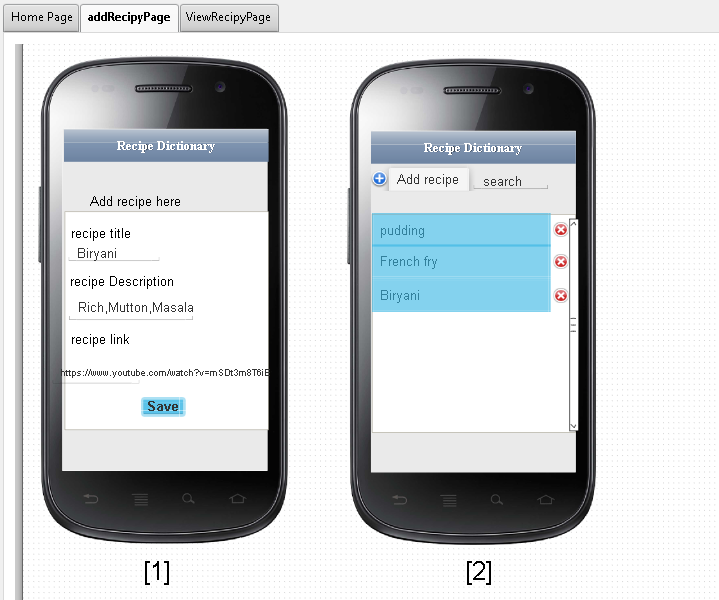 Home Page addRecipyPage ViewRecipyPage
Recipe Dictionary
Add recipe here
recipe title
Biryani
recipe Description
Rich,Mutton,Masala
recipe link
https://www.youtube.com/watch?v=mSDt3m8T6iE
Save
[1]
Recipe Dictionary
Add recipe search
pudding
French fry
Biryani
[2]